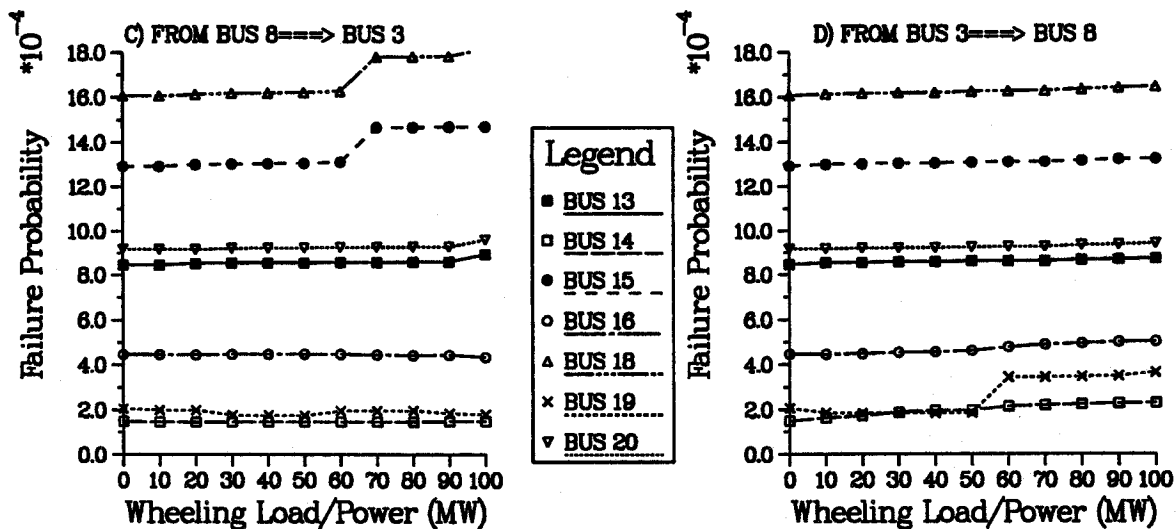 C) FROM BUS 8===> BUS 3
*10⁻⁴
Failure Probability
18.0
16.0
14.0
12.0
10.0
8.0
6.0
4.0
2.0
0.0
0 10 20 30 40 50 60 70 80 90 100
Wheeling Load/Power (MW)
Legend
BUS 13
BUS 14
BUS 15
BUS 16
BUS 18
BUS 19
BUS 20
D) FROM BUS 3===> BUS 8
*10⁻⁴
Failure Probability
18.0
16.0
14.0
12.0
10.0
8.0
6.0
4.0
2.0
0.0
0 10 20 30 40 50 60 70 80 90 100
Wheeling Load/Power (MW)